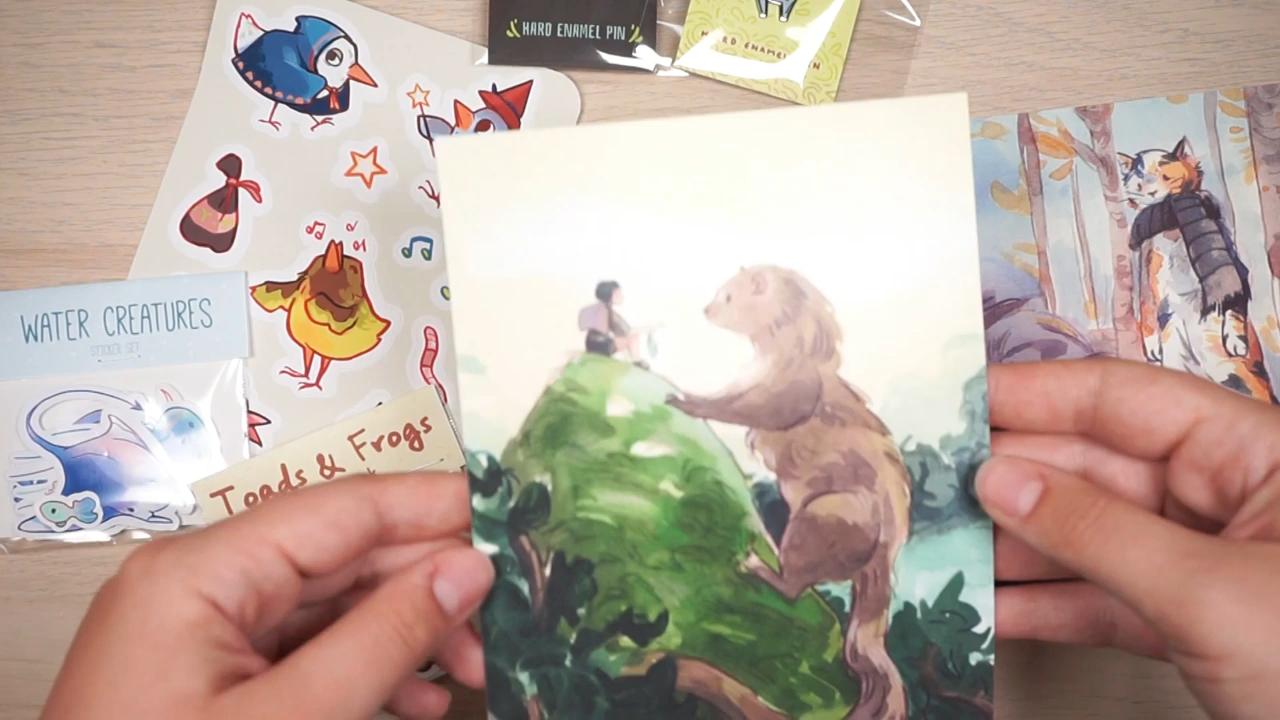 HARD ENAMEL PIN
HARD ENAMEL PIN
WATER CREATURES
STICKER SET
Toads & Frogs